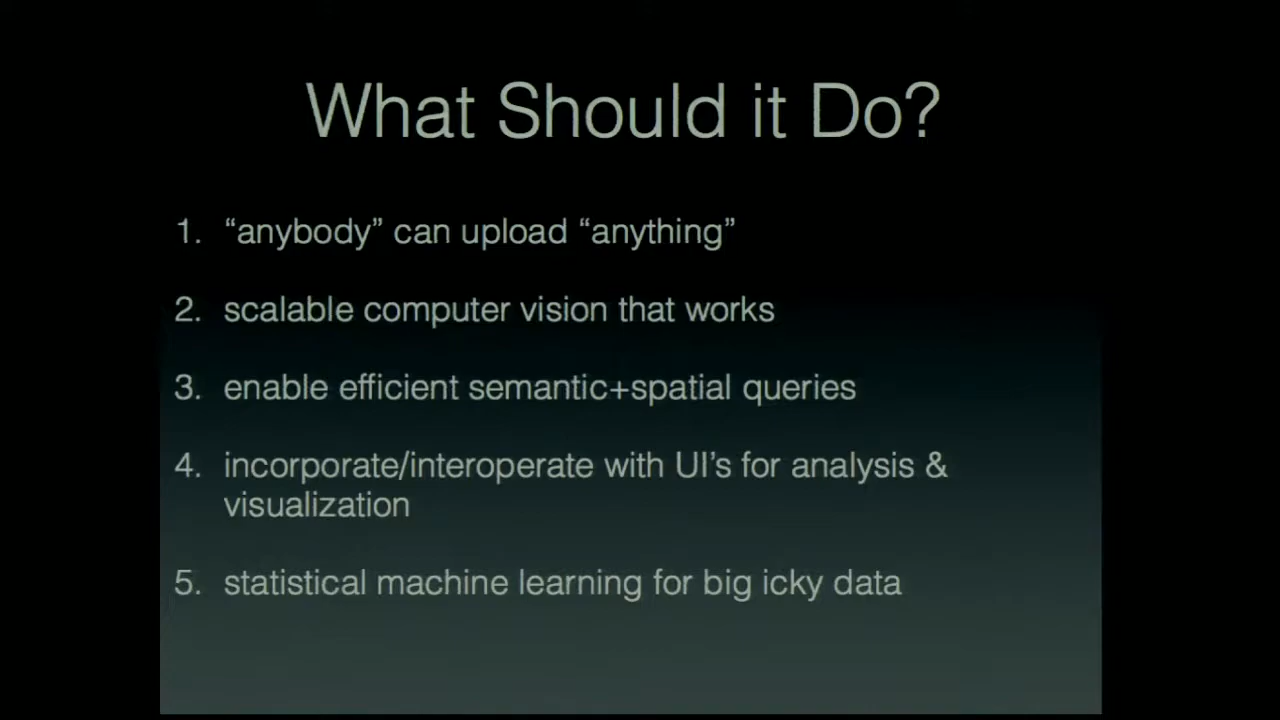 What Should it Do?
1. “anybody” can upload “anything”
2. scalable computer vision that works
3. enable efficient semantic+spatial queries
4. incorporate/interoperate with UI’s for analysis &
visualization
5. statistical machine learning for big icky data